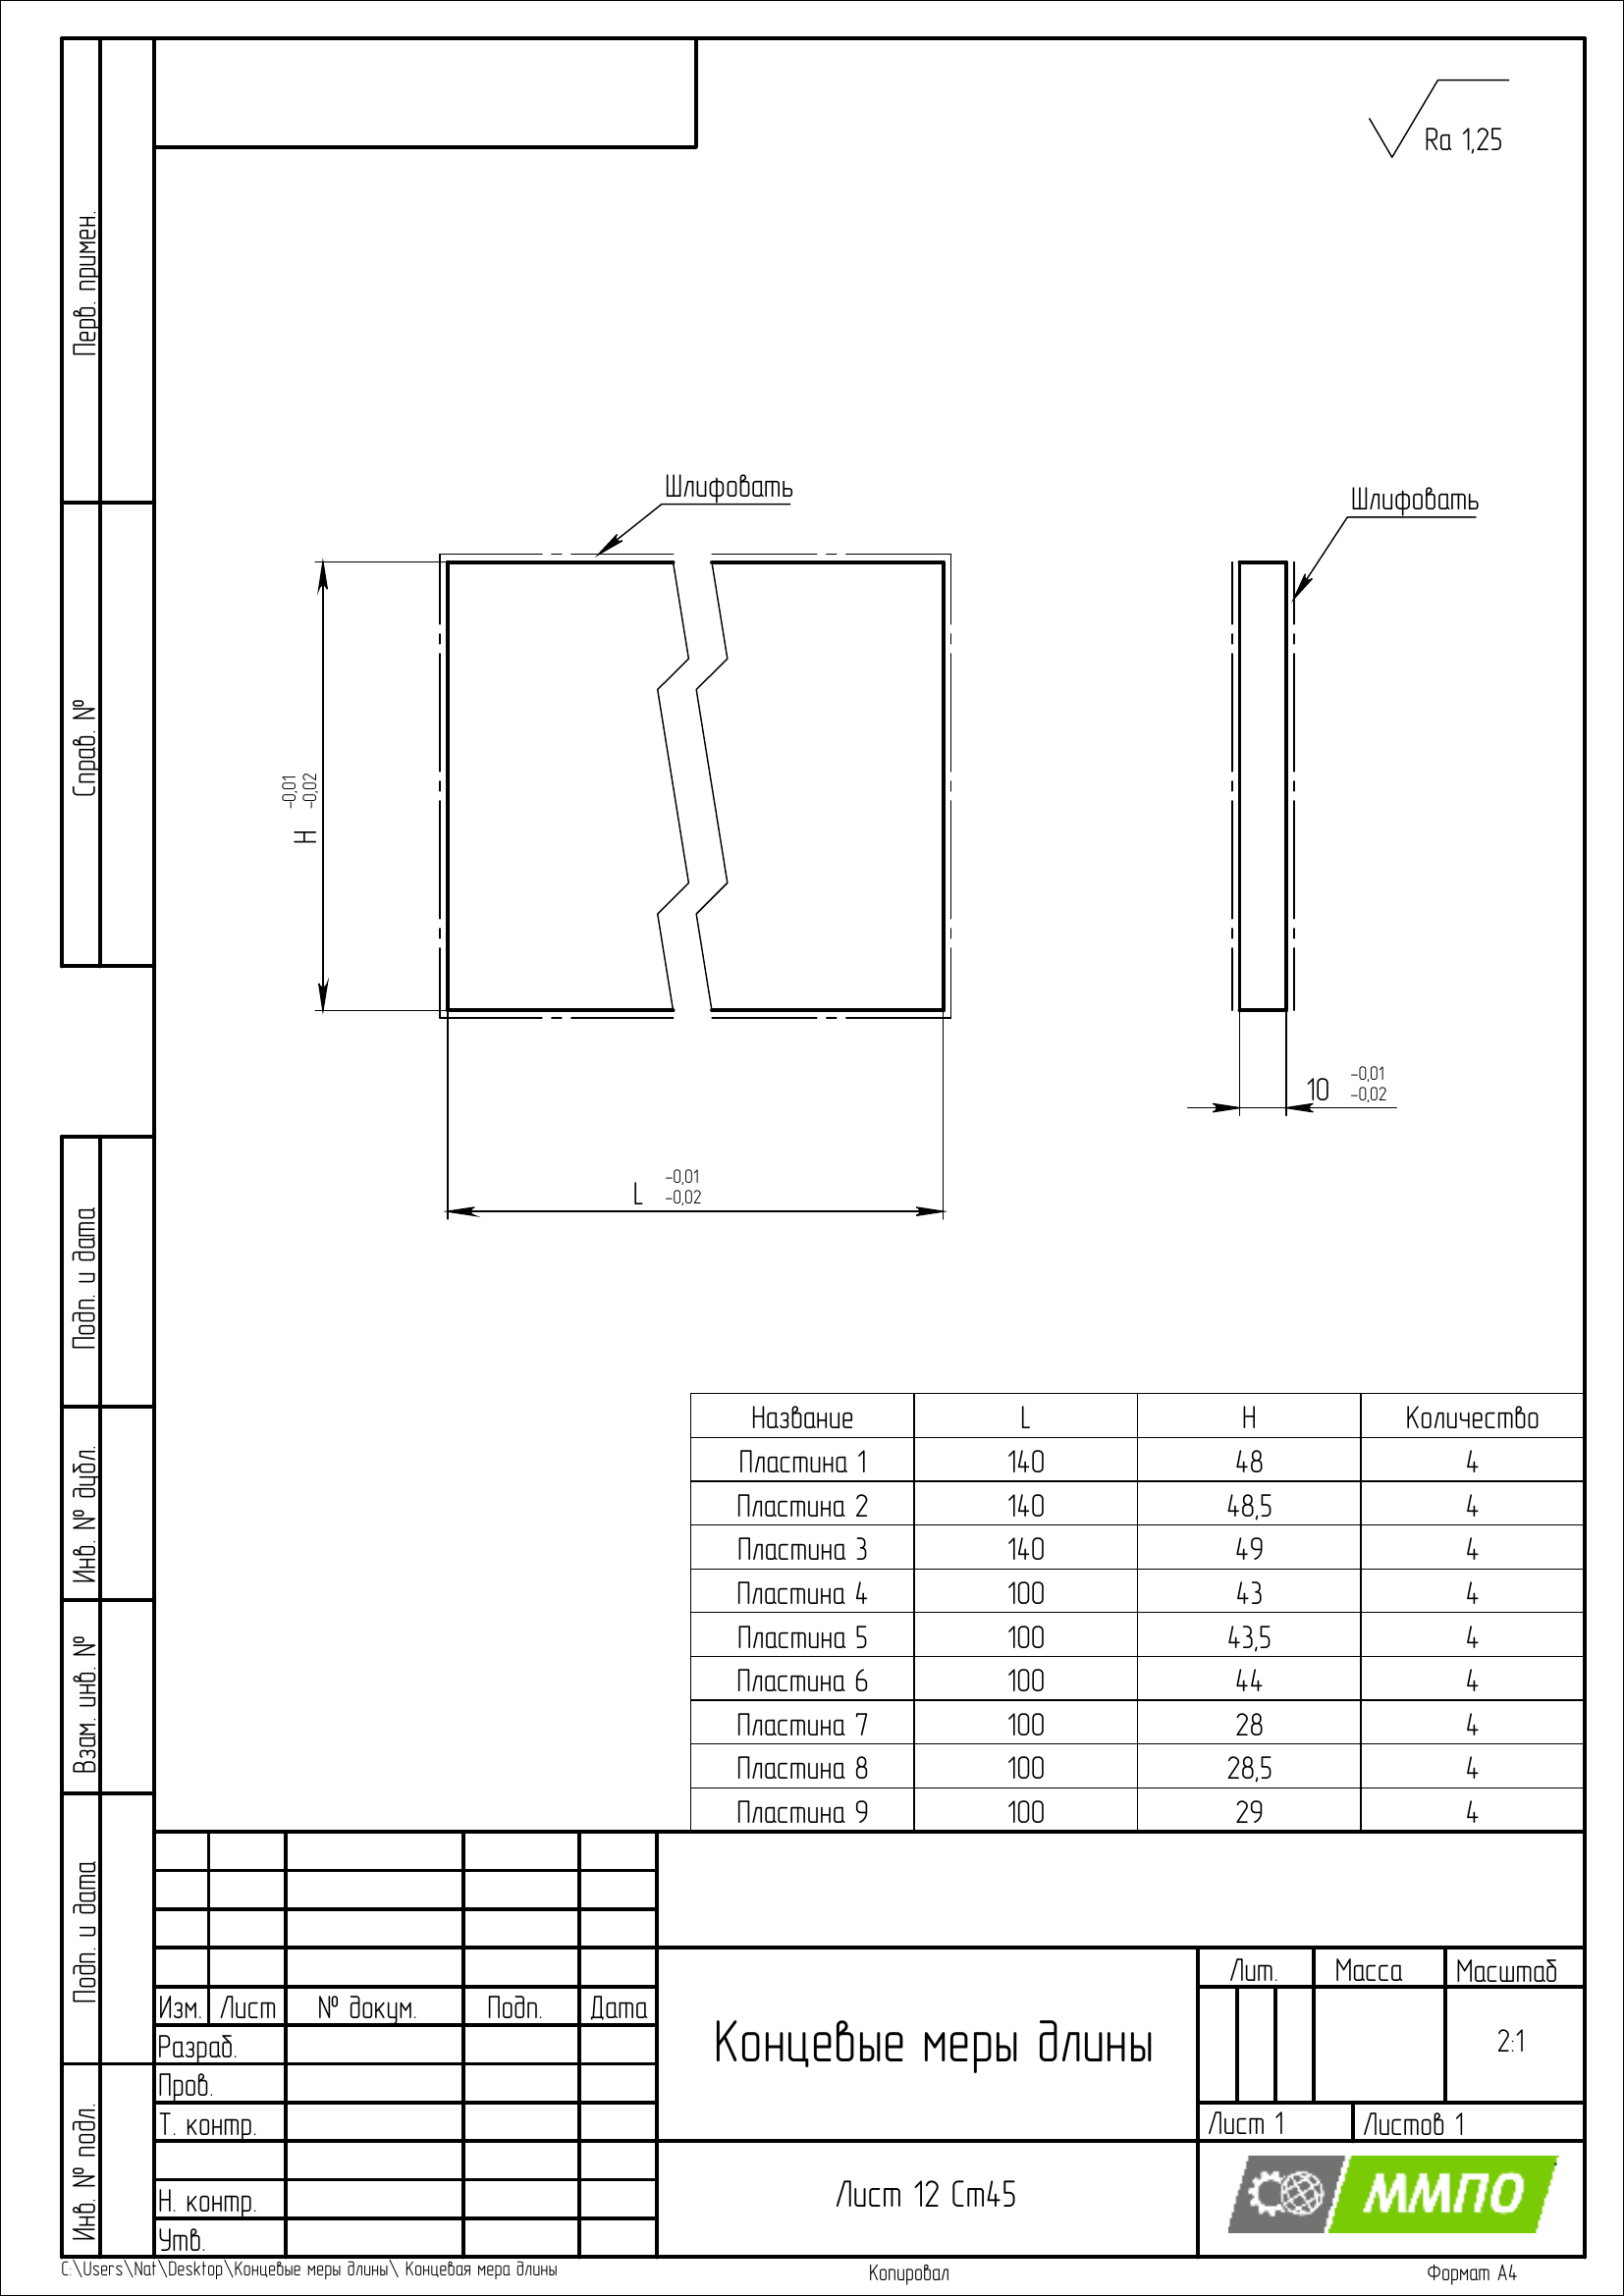 Ra 1,25
Перв. примен.
Справ. №
Шлифовать
Шлифовать
H -0,01 -0,02
10 -0,01 -0,02
L -0,01 -0,02
Подп. и дата
Инв. № дубл.
Взам. инв. №
Подп. и дата
Инв. № подл.
Название L H Количество
Пластина 1 140 48 4
Пластина 2 140 48,5 4
Пластина 3 140 49 4
Пластина 4 100 43 4
Пластина 5 100 43,5 4
Пластина 6 100 44 4
Пластина 7 100 28 4
Пластина 8 100 28,5 4
Пластина 9 100 29 4
Изм. Лист № докум. Подп. Дата
Разраб.
Пров.
Т. контр.
Н. контр.
Утв.
Концевые меры длины
Лит. Масса Масштаб
2:1
Лист 1 Листов 1
Лист 12 Ст45
ММПО
C:\Users\Nat\Desktop\Концевые меры длины\ Концевая мера длины
Копировал
Формат А4